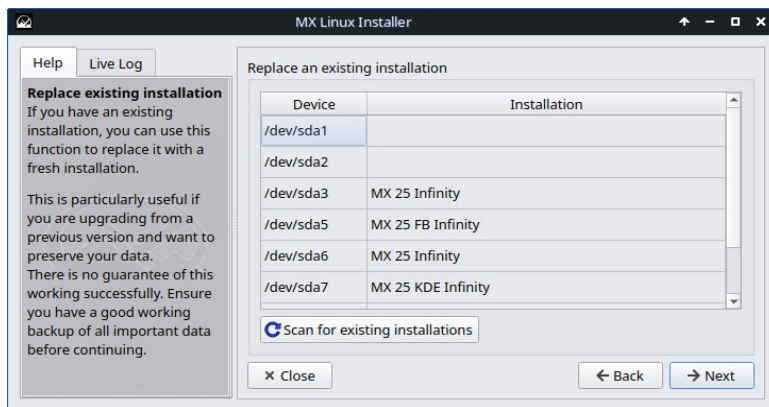 MX Linux Installer
Help
Live Log
Replace existing installation
If you have an existing
installation, you can use this
function to replace it with a
fresh installation.
This is particularly useful if
you are upgrading from a
previous version and want to
preserve your data.
There is no guarantee of this
working successfully. Ensure
you have a good working
backup of all important data
before continuing.
Replace an existing installation
Device Installation
/dev/sda1
/dev/sda2
/dev/sda3 MX 25 Infinity
/dev/sda5 MX 25 FB Infinity
/dev/sda6 MX 25 Infinity
/dev/sda7 MX 25 KDE Infinity
Scan for existing installations
Close
Back
Next